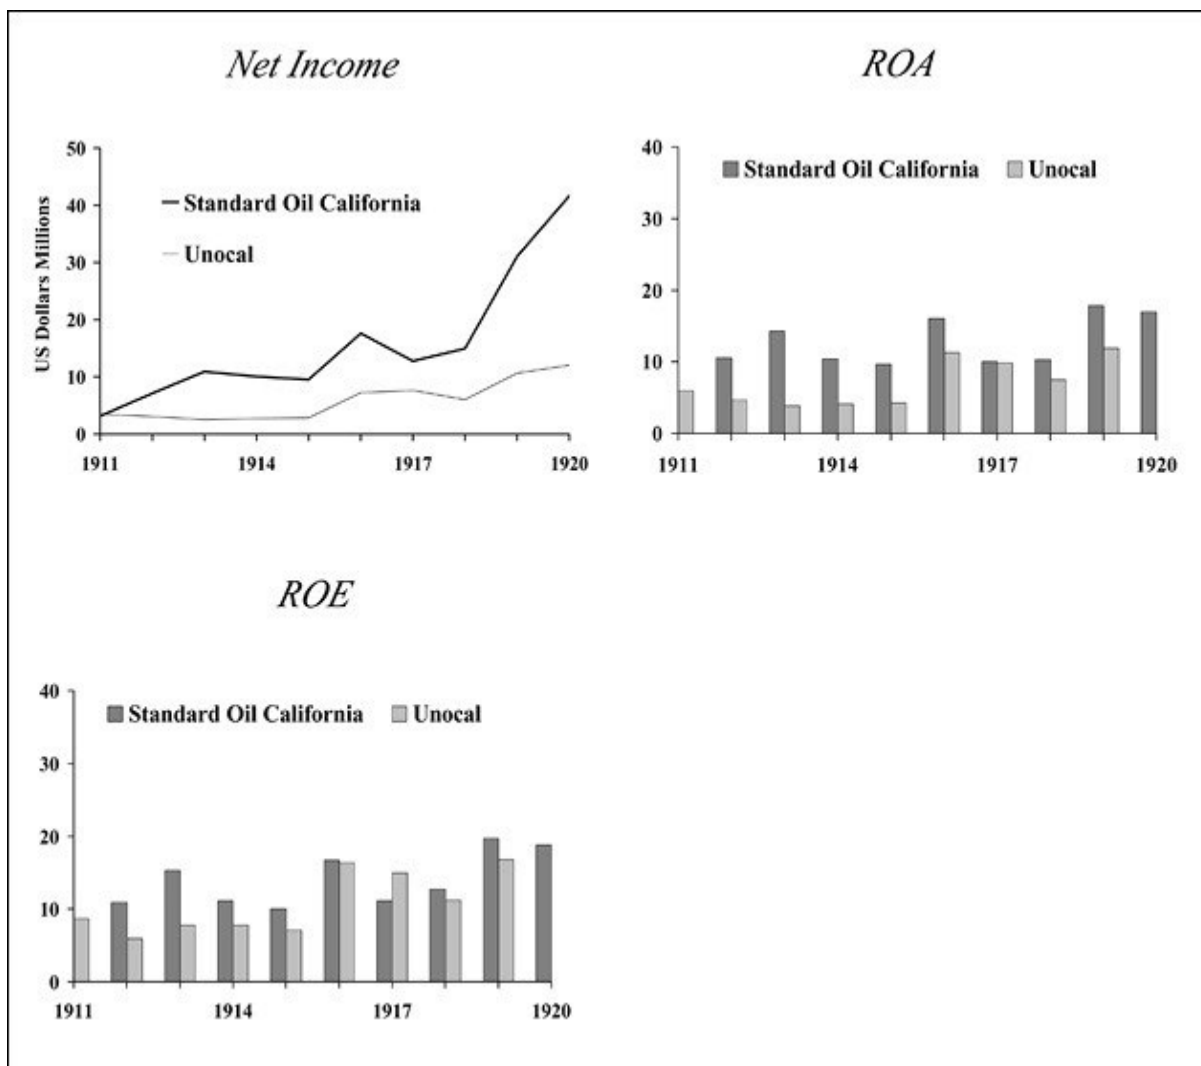 Net Income
US Dollars Millions
50
40
30
20
10
0
Standard Oil California
Unocal
1911 1914 1917 1920
ROA
40
30
20
10
0
Standard Oil California Unocal
1911 1914 1917 1920
ROE
40
30
20
10
0
Standard Oil California Unocal
1911 1914 1917 1920